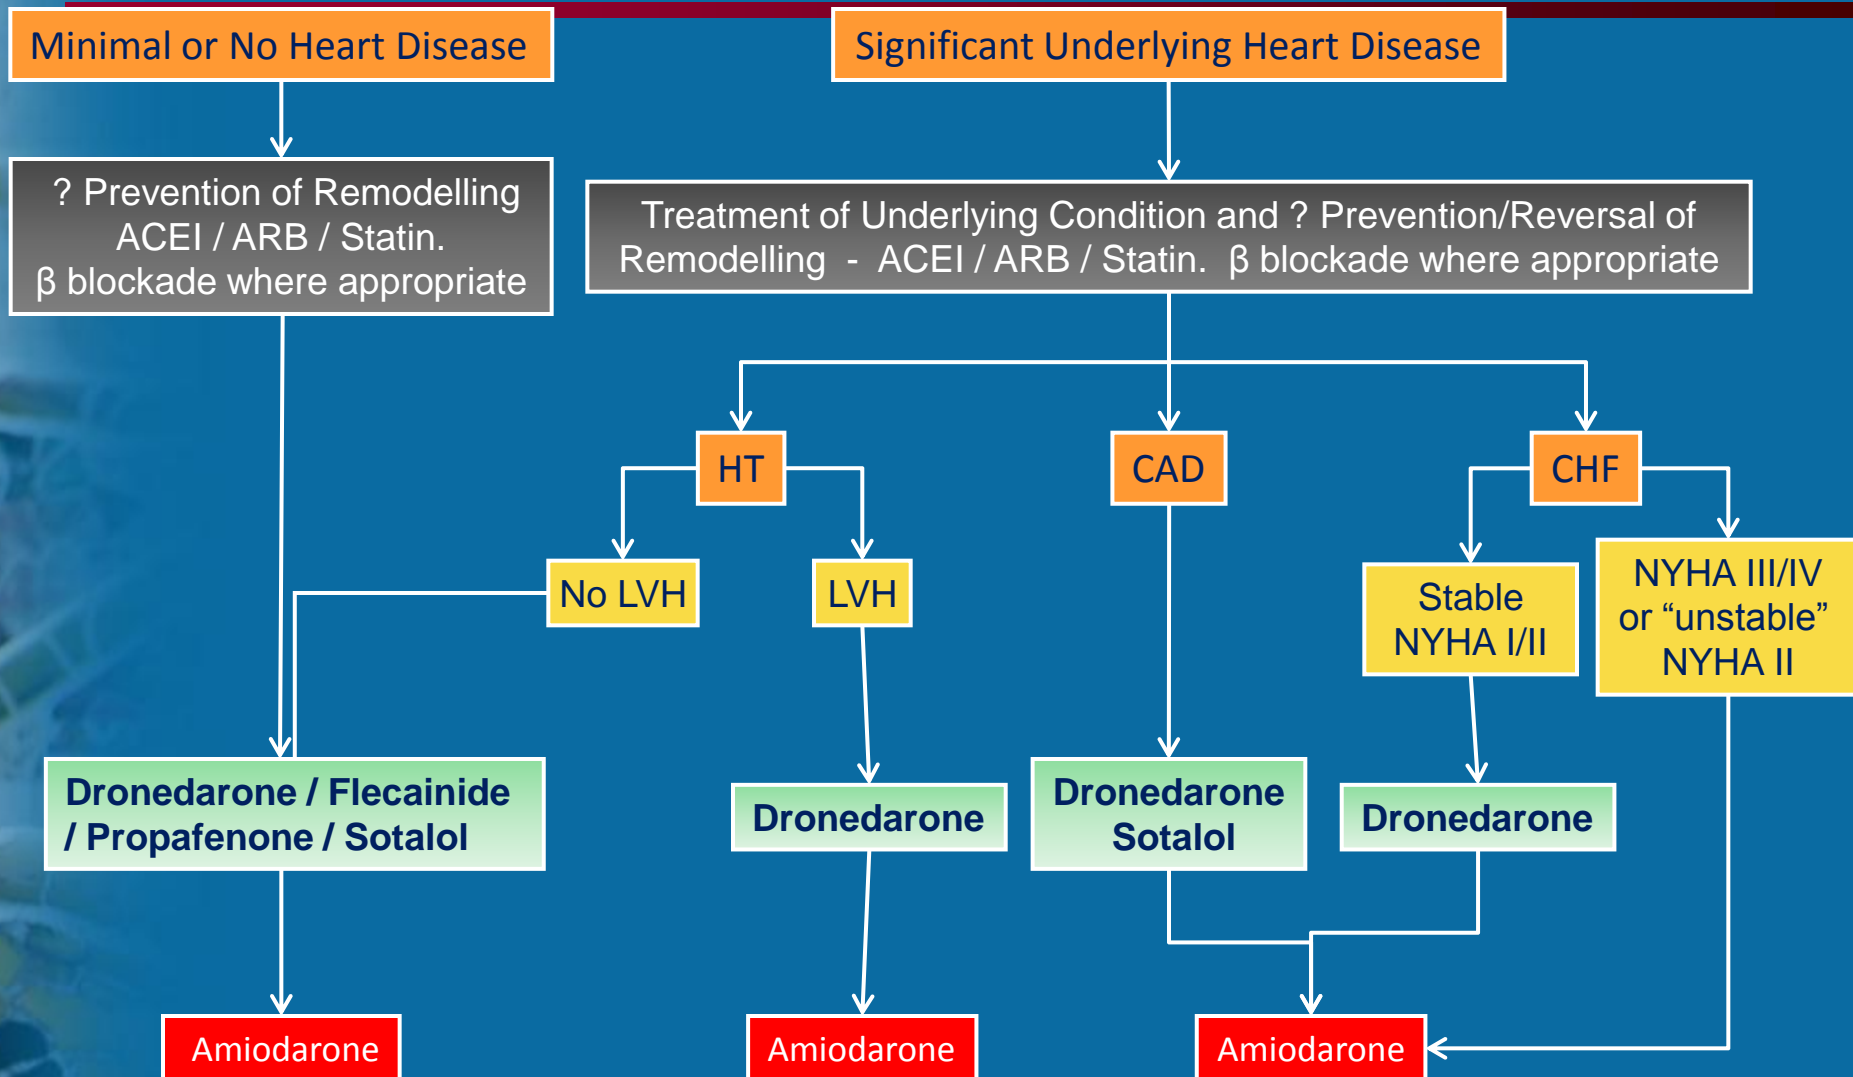 Minimal or No Heart Disease
Significant Underlying Heart Disease
? Prevention of Remodelling
ACEI / ARB / Statin.
β blockade where appropriate
Treatment of Underlying Condition and ? Prevention/Reversal of
Remodelling - ACEI / ARB / Statin. β blockade where appropriate
HT
CAD
CHF
No LVH
LVH
Stable
NYHA I/II
NYHA III/IV
or “unstable”
NYHA II
Dronedarone / Flecainide
/ Propafenone / Sotalol
Dronedarone
Dronedarone
Sotalol
Dronedarone
Amiodarone
Amiodarone
Amiodarone